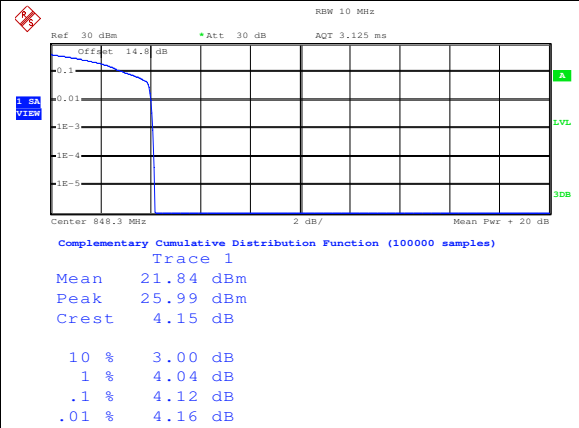 RBW 10 MHz
Ref 30 dBm *Att 30 dB AQT 3.125 ms
Offset 14.8 dB
0.1
A
1 SA
VIEW
0.01
LVL
1E-3
1E-4
1E-5
3DB
Center 848.3 MHz 2 dB/ Mean Pwr + 20 dB
Complementary Cumulative Distribution Function (100000 samples)
Trace 1
Mean 21.84 dBm
Peak 25.99 dBm
Crest 4.15 dB
10 % 3.00 dB
1 % 4.04 dB
.1 % 4.12 dB
.01 % 4.16 dB